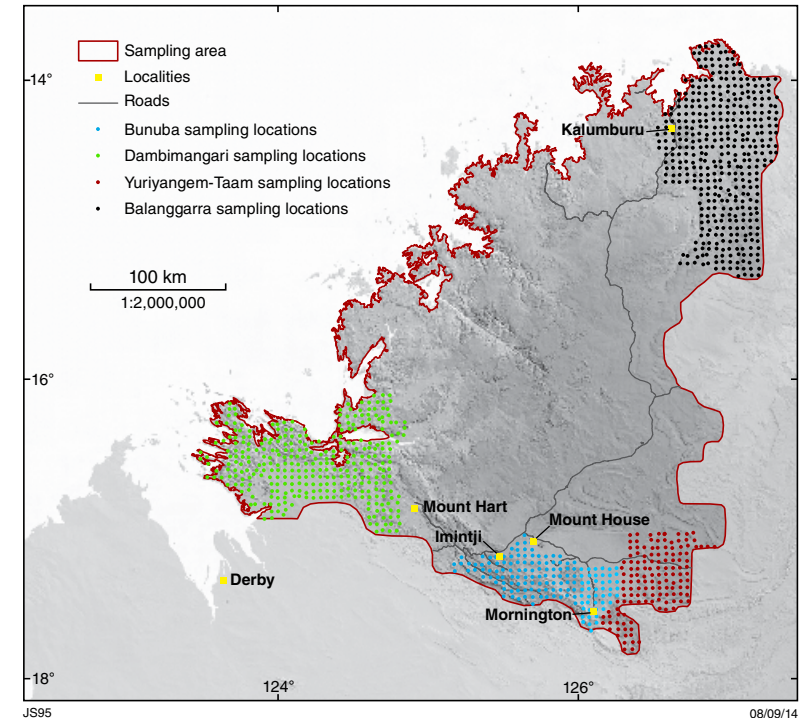 Sampling area
Localities
Roads
Bunuba sampling locations
Dambimangari sampling locations
Yuriyangem-Taam sampling locations
Balanggarra sampling locations
100 km
1:2,000,000
14°
16°
18°
124°
126°
Kalumburu
Mount Hart
Mount House
Imintji
Derby
Mornington
JS95
08/09/14